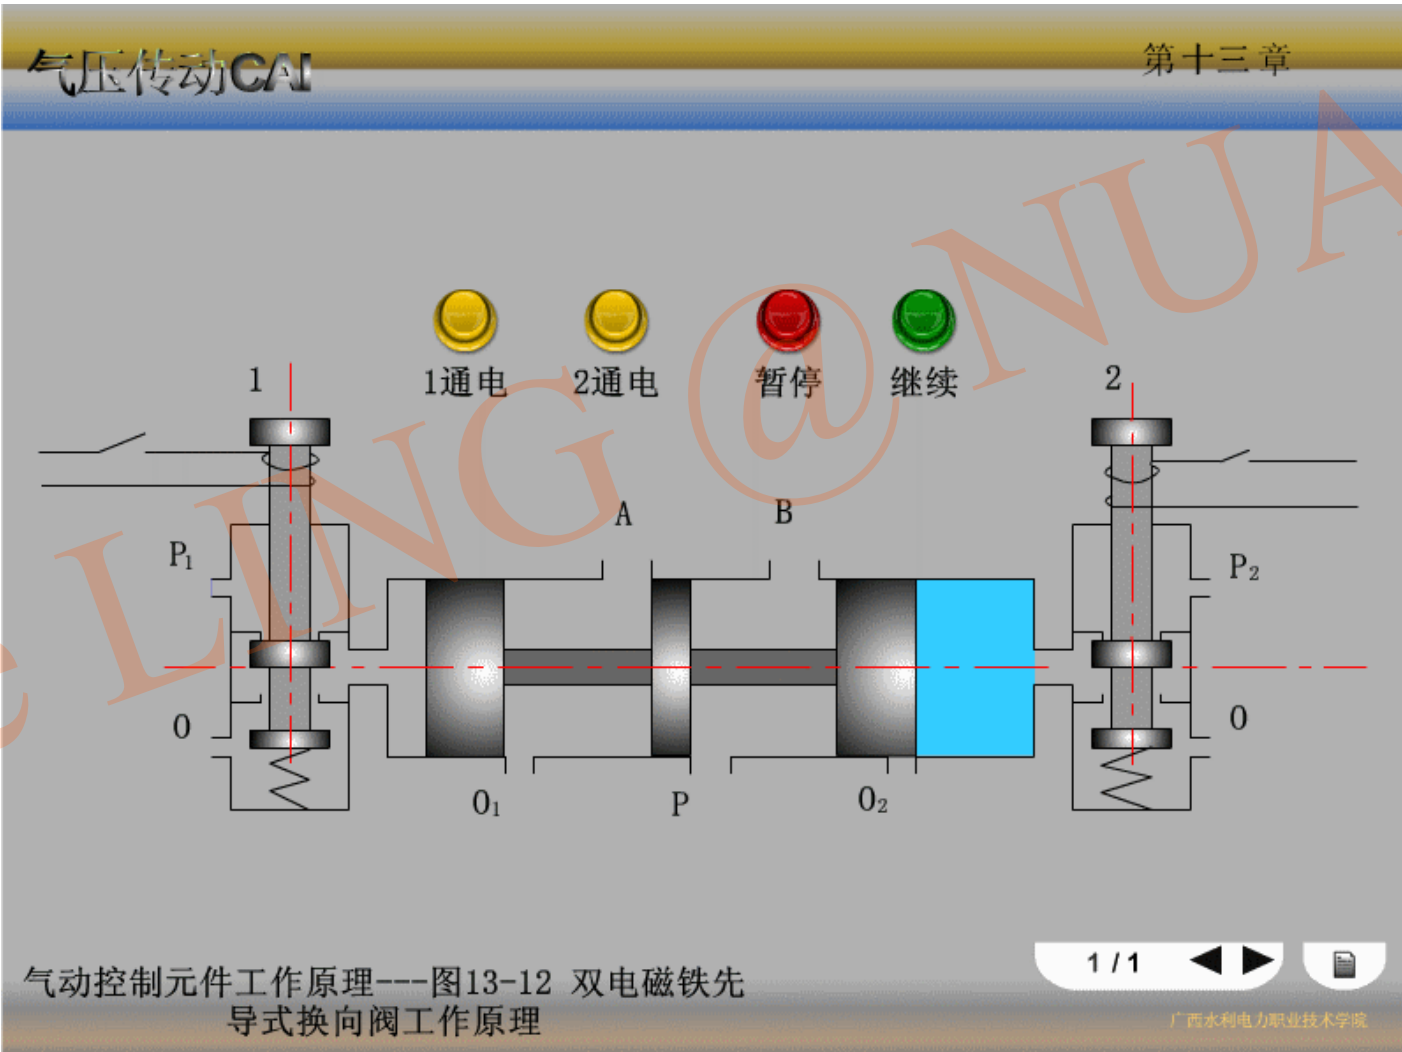 气压传动CAI
第十三章
e LING @ NUA
1通电
2通电
暂停
继续
1
2
A
B
P₁
P₂
O
O
O₁
P
O₂
气动控制元件工作原理---图13-12 双电磁铁先
导式换向阀工作原理
1 / 1
广西水利电力职业技术学院